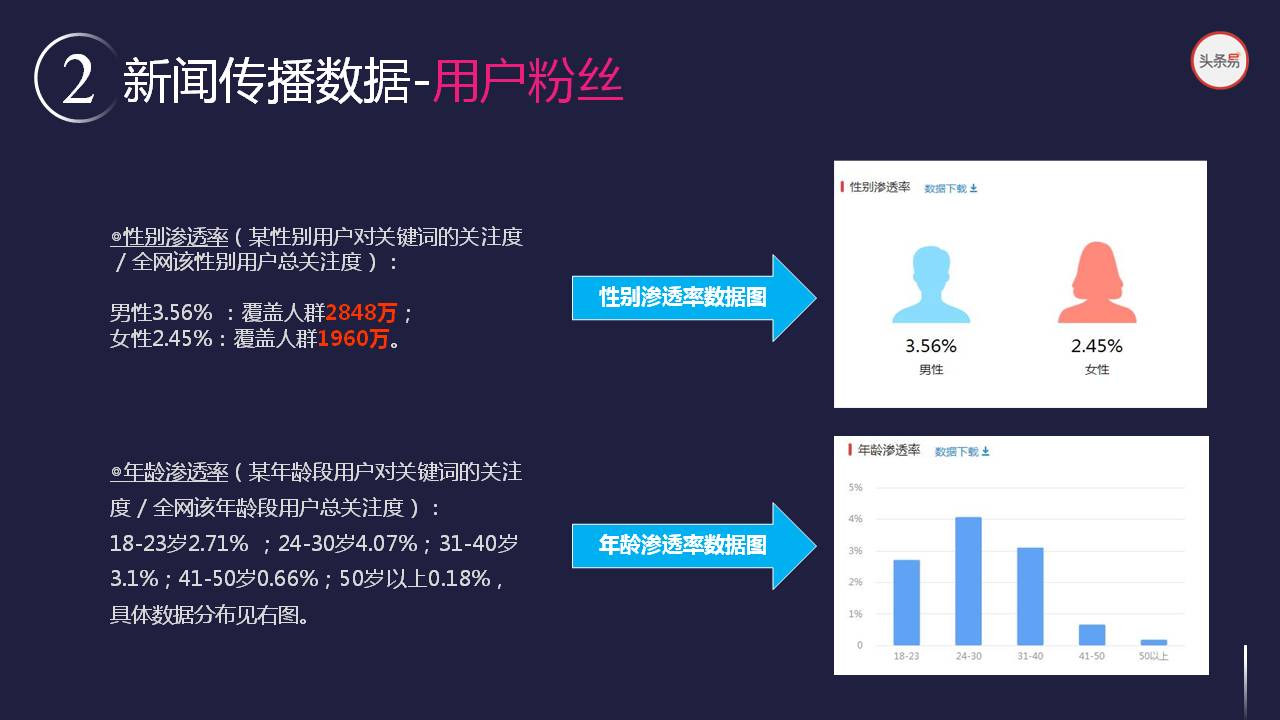 2
新闻传播数据-用户粉丝
头条易
◎性别渗透率（某性别用户对关键词的关注度
/全网该性别用户总关注度）：
男性3.56% ：覆盖人群2848万；
女性2.45%：覆盖人群1960万。
性别渗透率数据图
性别渗透率 数据下载
3.56% 2.45%
男性 女性
◎年龄渗透率（某年龄段用户对关键词的关注
度/全网该年龄段用户总关注度）：
18-23岁2.71% ；24-30岁4.07%；31-40岁
3.1%；41-50岁0.66%；50岁以上0.18%，
具体数据分布见右图。
年龄渗透率数据图
年龄渗透率 数据下载
5%
4%
3%
2%
1%
0
18-23 24-30 31-40 41-50 50以上